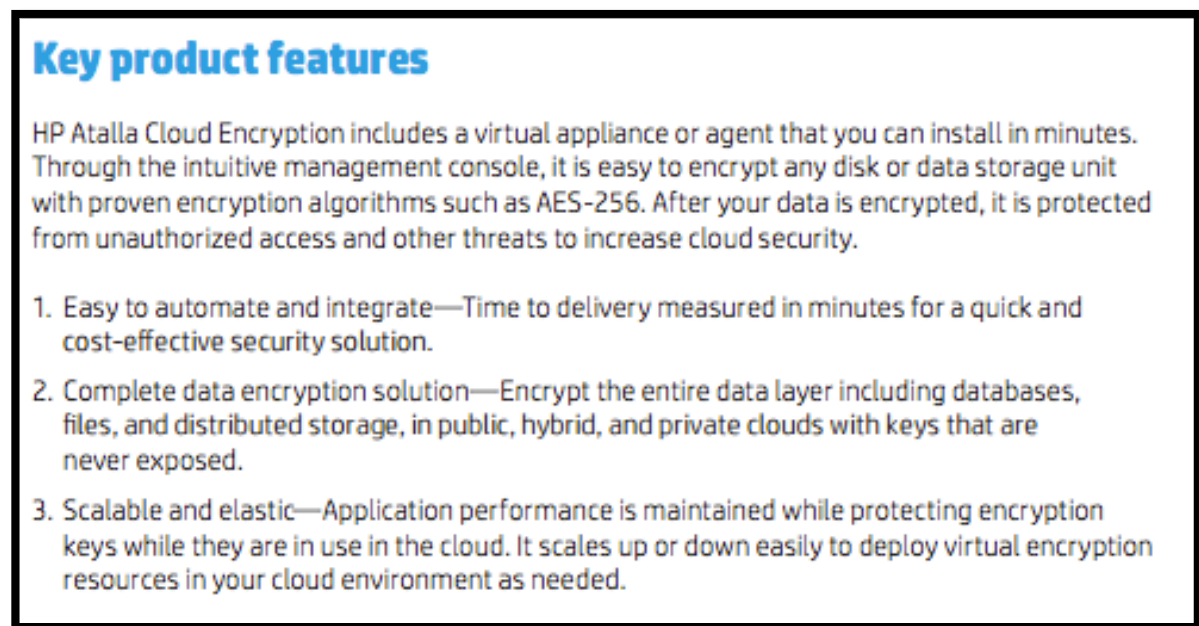 Key product features
HP Atalla Cloud Encryption includes a virtual appliance or agent that you can install in minutes.
Through the intuitive management console, it is easy to encrypt any disk or data storage unit
with proven encryption algorithms such as AES-256. After your data is encrypted, it is protected
from unauthorized access and other threats to increase cloud security.
1. Easy to automate and integrate—Time to delivery measured in minutes for a quick and
cost-effective security solution.
2. Complete data encryption solution—Encrypt the entire data layer including databases,
files, and distributed storage, in public, hybrid, and private clouds with keys that are
never exposed.
3. Scalable and elastic—Application performance is maintained while protecting encryption
keys while they are in use in the cloud. It scales up or down easily to deploy virtual encryption
resources in your cloud environment as needed.